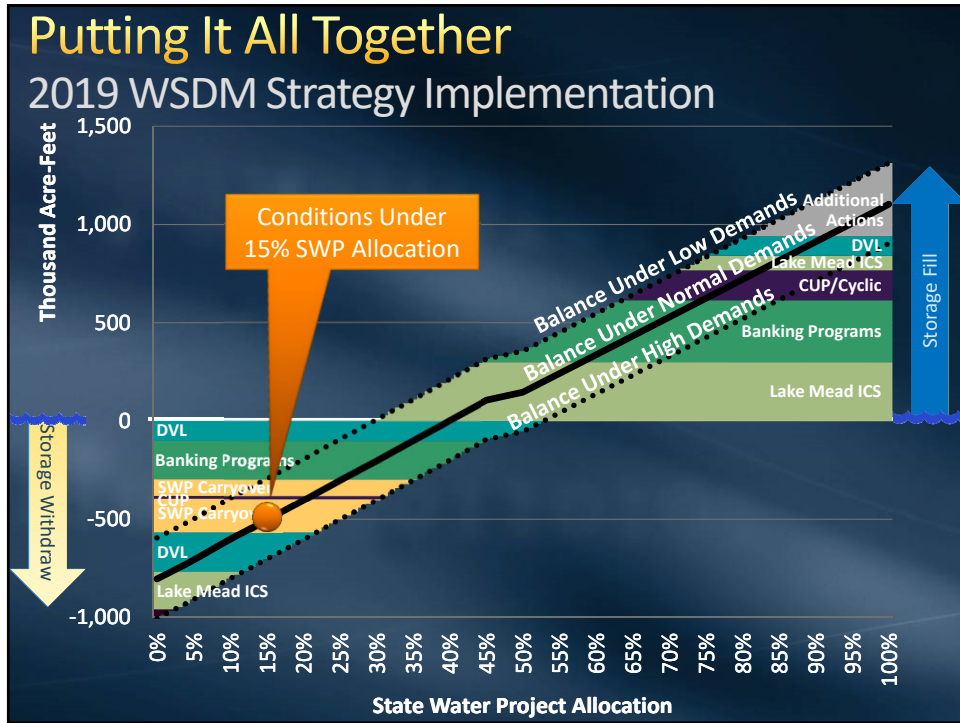 Putting It All Together
2019 WSDM Strategy Implementation
Thousand Acre-Feet
1,500
1,000
500
0
-500
-1,000
Conditions Under
15% SWP Allocation
Balance Under Low Demands
Balance Under Normal Demands
Balance Under High Demands
Additional
Actions
DVL
Lake Mead ICS
CUP/Cyclic
Banking Programs
Lake Mead ICS
Storage Fill
Storage Withdraw
DVL
Banking Programs
SWP Carryover
CUP
SWP Carryov
DVL
Lake Mead ICS
0%
5%
10%
15%
20%
25%
30%
35%
40%
45%
50%
55%
60%
65%
70%
75%
80%
85%
90%
95%
100%
State Water Project Allocation